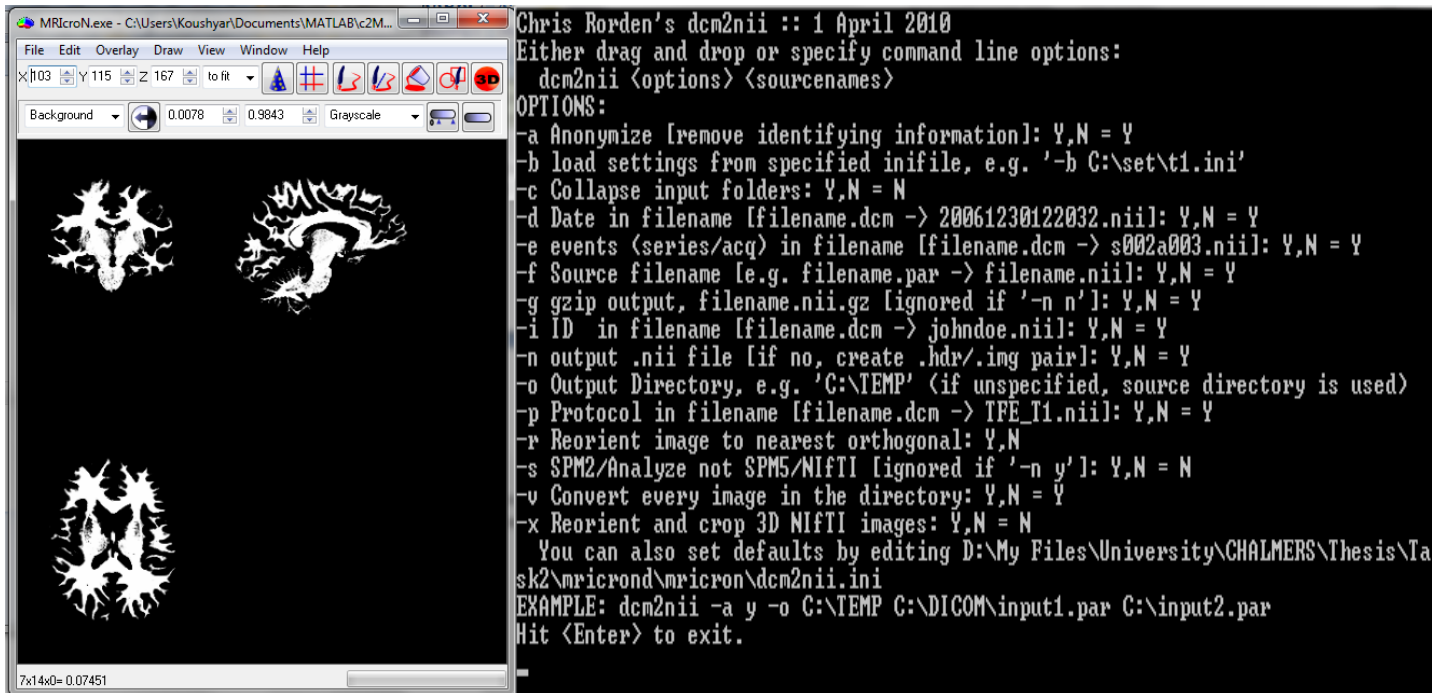 MRIcroN.exe - C:\Users\Koushyar\Documents\MATLAB\c2M...
File Edit Overlay Draw View Window Help
X 103 Y 115 Z 167 to fit 3D
Background 0.0078 0.9843 Grayscale
7x14x0= 0.07451
Chris Rorden's dcm2nii :: 1 April 2010
Either drag and drop or specify command line options:
dcm2nii <options> <sourcenames>
OPTIONS:
-a Anonymize [remove identifying information]: Y,N = Y
-b load settings from specified inifile, e.g. '-b C:\set\t1.ini'
-c Collapse input folders: Y,N = N
-d Date in filename [filename.dcm -> 20061230122032.nii]: Y,N = Y
-e events (series/acq) in filename [filename.dcm -> s002a003.nii]: Y,N = Y
-f Source filename [e.g. filename.par -> filename.nii]: Y,N = Y
-g gzip output, filename.nii.gz [ignored if '-n n']: Y,N = Y
-i ID  in filename [filename.dcm -> johndoe.nii]: Y,N = Y
-n output .nii file [if no, create .hdr/.img pair]: Y,N = Y
-o Output Directory, e.g. 'C:\TEMP' (if unspecified, source directory is used)
-p Protocol in filename [filename.dcm -> TFE_T1.nii]: Y,N = Y
-r Reorient image to nearest orthogonal: Y,N
-s SPM2/Analyze not SPM5/NIfTI [ignored if '-n y']: Y,N = N
-v Convert every image in the directory: Y,N = Y
-x Reorient and crop 3D NIfTI images: Y,N = N
You can also set defaults by editing D:\My Files\University\CHALMERS\Thesis\Ta
sk2\mricrond\mricron\dcm2nii.ini
EXAMPLE: dcm2nii -a y -o C:\TEMP C:\DICOM\input1.par C:\input2.par
Hit <Enter> to exit.